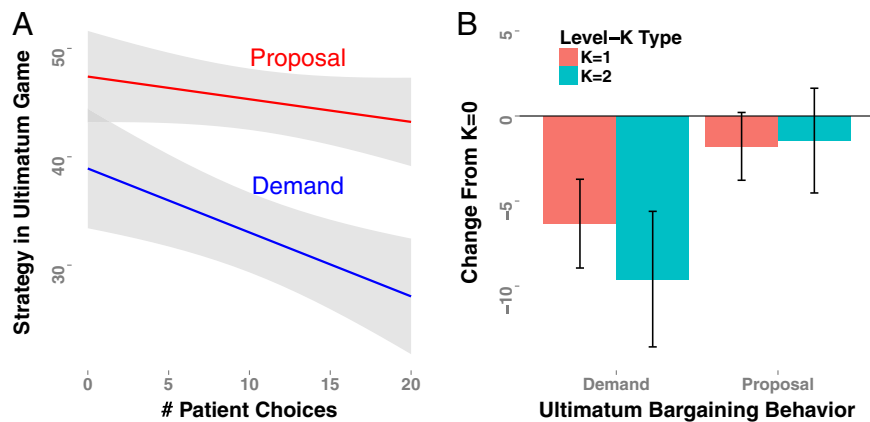 A
Strategy in Ultimatum Game
50
40
30
Proposal
Demand
0
5
10
15
20
# Patient Choices
B
Change From K=0
5
0
−5
−10
Level−K Type
K=1
K=2
Demand
Proposal
Ultimatum Bargaining Behavior